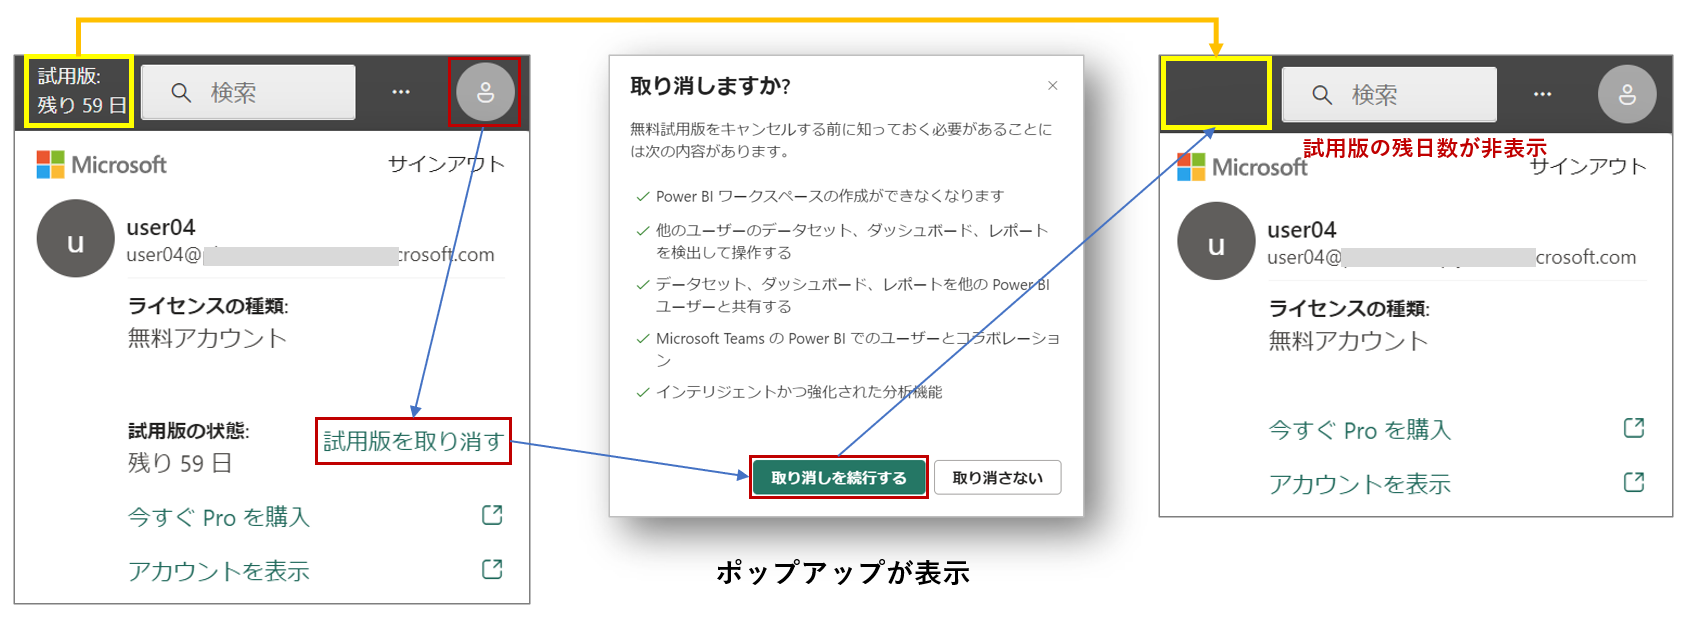 試用版:
残り 59 日
検索
Microsoft
サインアウト
u
user04
user04@
crosoft.com
ライセンスの種類:
無料アカウント
試用版の状態:
残り 59 日
試用版を取り消す
今すぐ Pro を購入
アカウントを表示
取り消しますか?
無料試用版をキャンセルする前に知っておく必要があることに
は次の内容があります。
Power BI ワークスペースの作成ができなくなります
他のユーザーのデータセット、ダッシュボード、レポート
を検出して操作する
データセット、ダッシュボード、レポートを他の Power BI
ユーザーと共有する
Microsoft Teams の Power BI でのユーザーとコラボレーショ
ン
インテリジェントかつ強化された分析機能
取り消しを続行する
取り消さない
ポップアップが表示
検索
試用版の残日数が非表示
Microsoft
サインアウト
u
user04
user04@
crosoft.com
ライセンスの種類:
無料アカウント
今すぐ Pro を購入
アカウントを表示